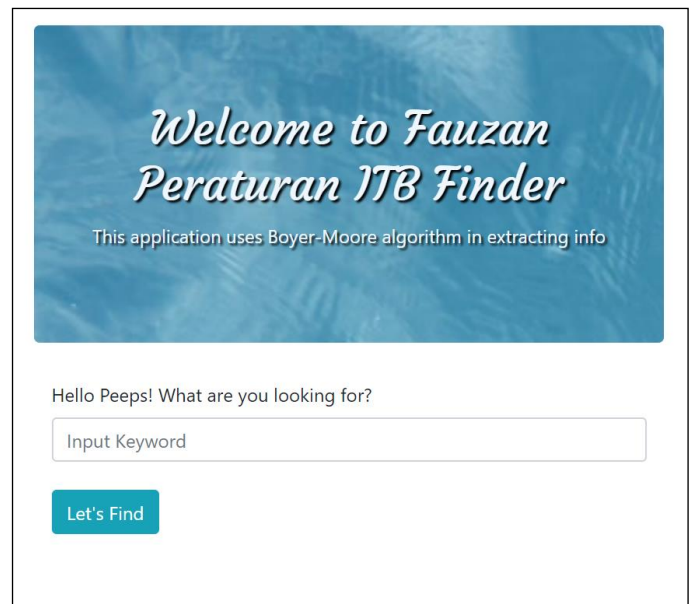 Welcome to Fauzan
Peraturan ITB Finder
This application uses Boyer-Moore algorithm in extracting info
Hello Peeps! What are you looking for?
Input Keyword
Let's Find